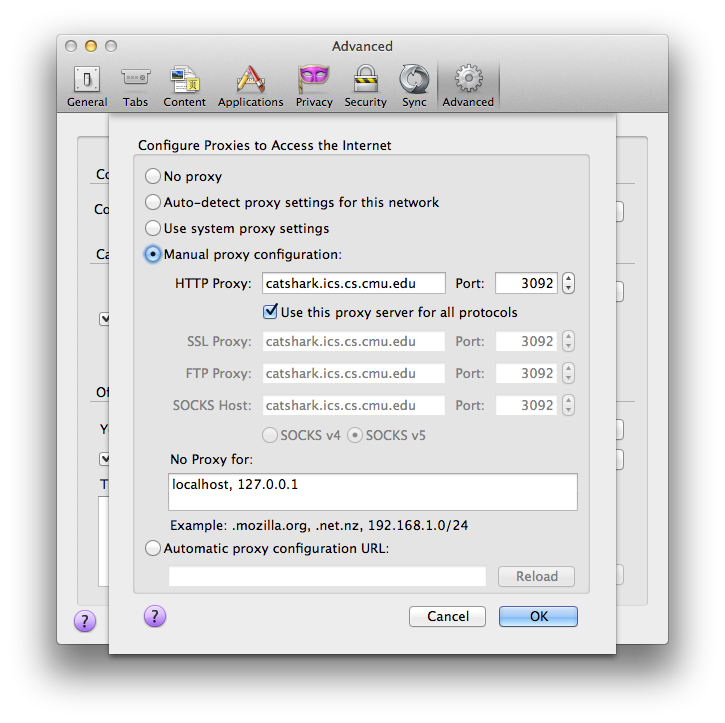 Advanced
General Tabs Content Applications Privacy Security Sync Advanced
Configure Proxies to Access the Internet
No proxy
Auto-detect proxy settings for this network
Use system proxy settings
Manual proxy configuration:
HTTP Proxy: catshark.ics.cs.cmu.edu Port: 3092
Use this proxy server for all protocols
SSL Proxy: catshark.ics.cs.cmu.edu Port: 3092
FTP Proxy: catshark.ics.cs.cmu.edu Port: 3092
SOCKS Host: catshark.ics.cs.cmu.edu Port: 3092
SOCKS v4 SOCKS v5
No Proxy for:
localhost, 127.0.0.1
Example: .mozilla.org, .net.nz, 192.168.1.0/24
Automatic proxy configuration URL:
Reload
? ? Cancel OK